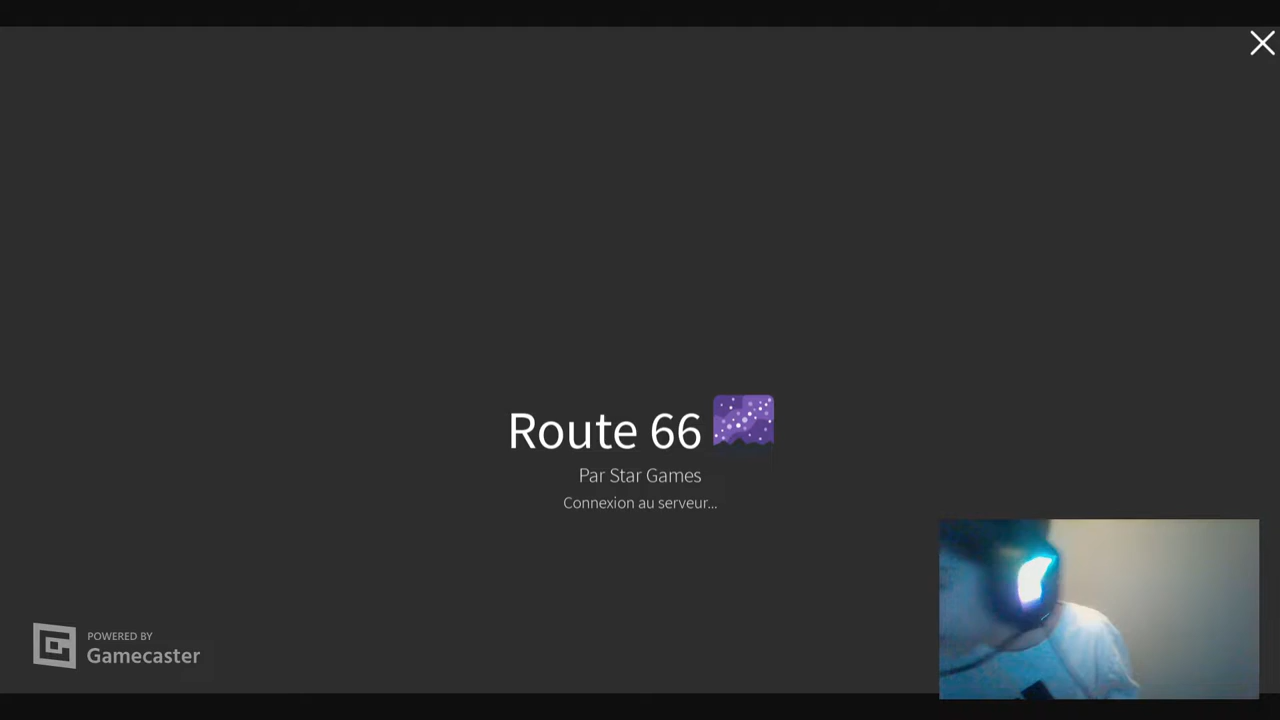 Route 66
Par Star Games
Connexion au serveur...
POWERED BY
Gamecaster